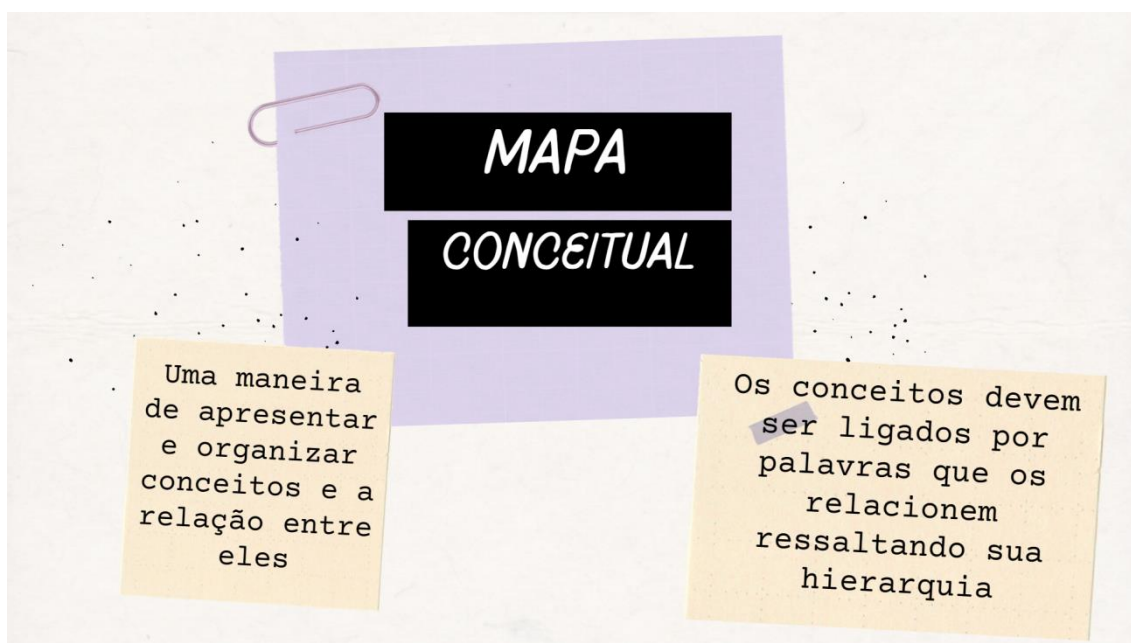 MAPA
CONCEITUAL
Uma maneira
de apresentar
e organizar
conceitos e a
relação entre
eles
Os conceitos devem
ser ligados por
palavras que os
relacionem
ressaltando sua
hierarquia